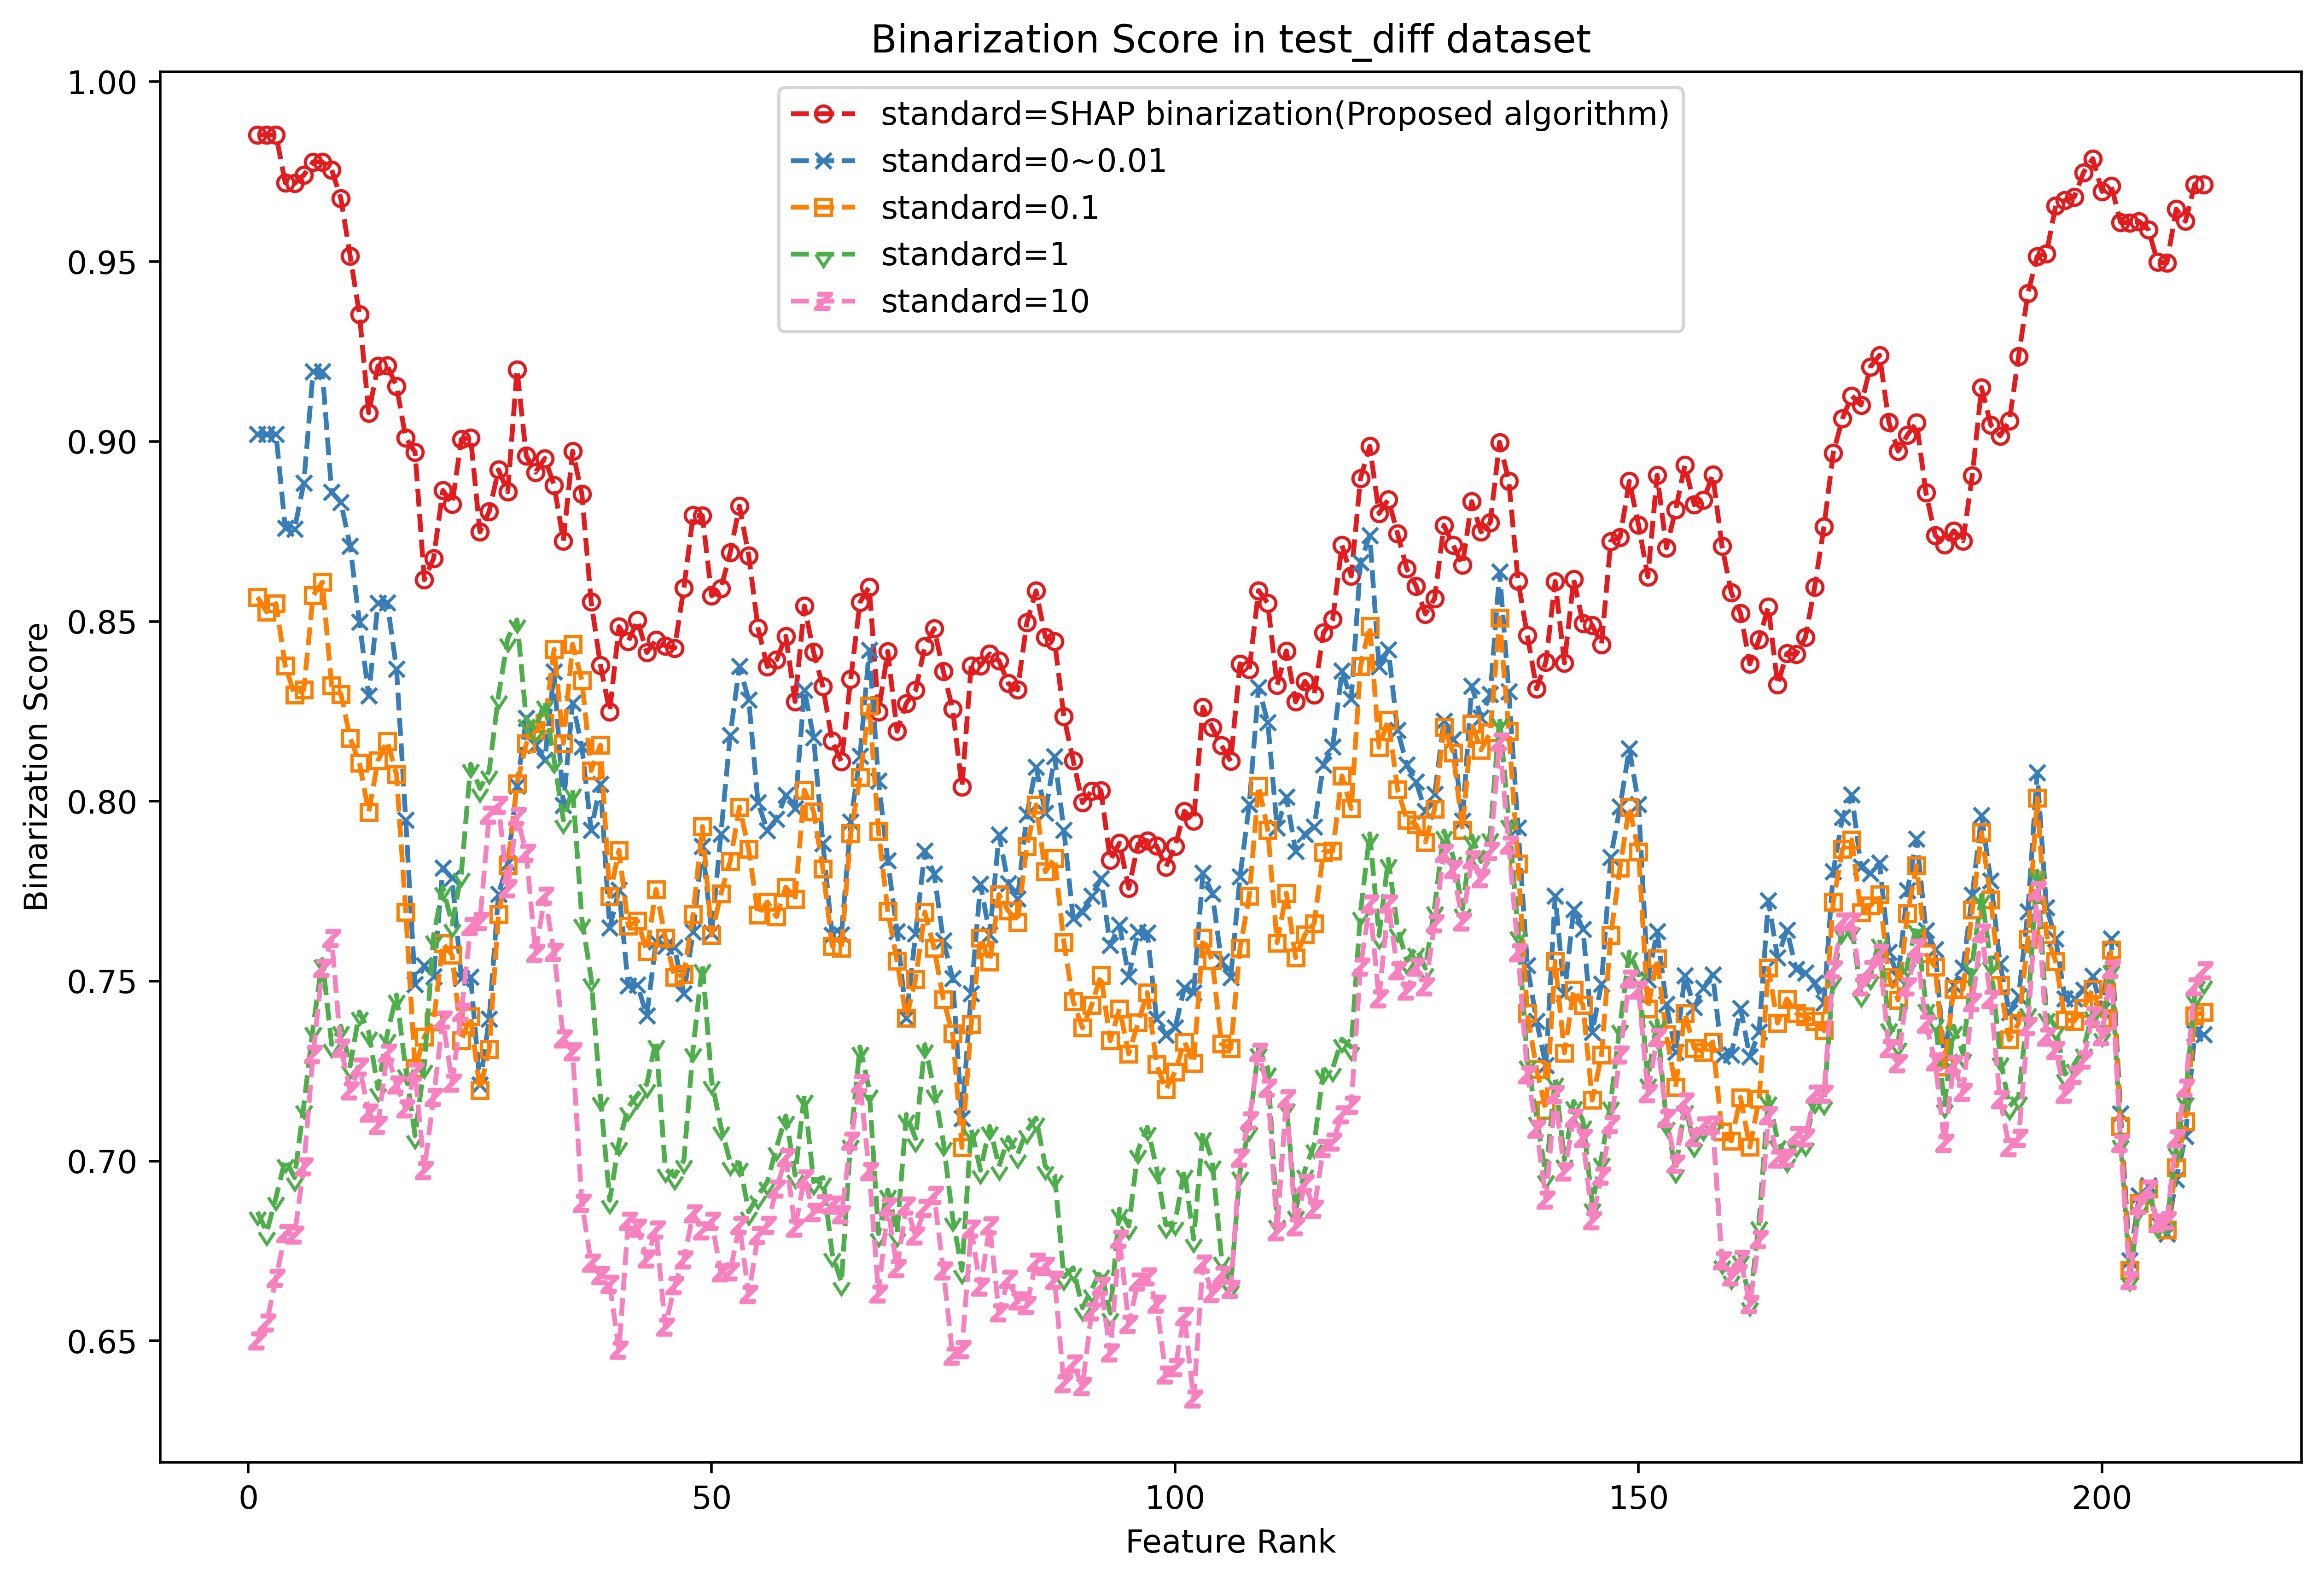 Binarization Score in test_diff dataset
1.00
0.95
0.90
0.85
0.80
0.75
0.70
0.65
Binarization Score
standard=SHAP binarization(Proposed algorithm)
standard=0~0.01
standard=0.1
standard=1
standard=10
0 50 100 150 200
Feature Rank